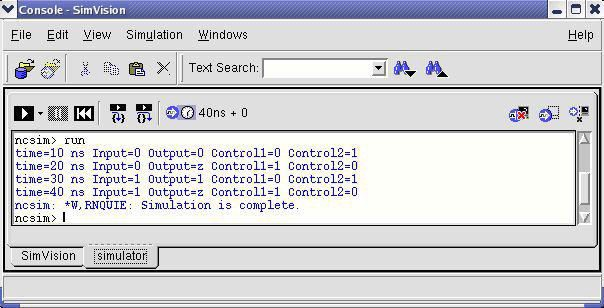 Console - SimVision
File Edit View Simulation Windows Help
Text Search:
40ns + 0
ncsim> run
time=10 ns Input=0 Output=0 Control1=0 Control2=1
time=20 ns Input=0 Output=z Control1=1 Control2=0
time=30 ns Input=1 Output=1 Control1=0 Control2=1
time=40 ns Input=1 Output=z Control1=1 Control2=0
ncsim: *W,RNQUIE: Simulation is complete.
ncsim>
SimVision simulator